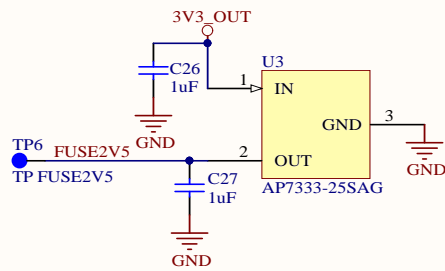 3V3_OUT
U3
C26
1uF
1
IN
GND
3
GND
GND
TP6
FUSE2V5
2
OUT
TP FUSE2V5
C27
1uF
AP7333-25SAG
GND